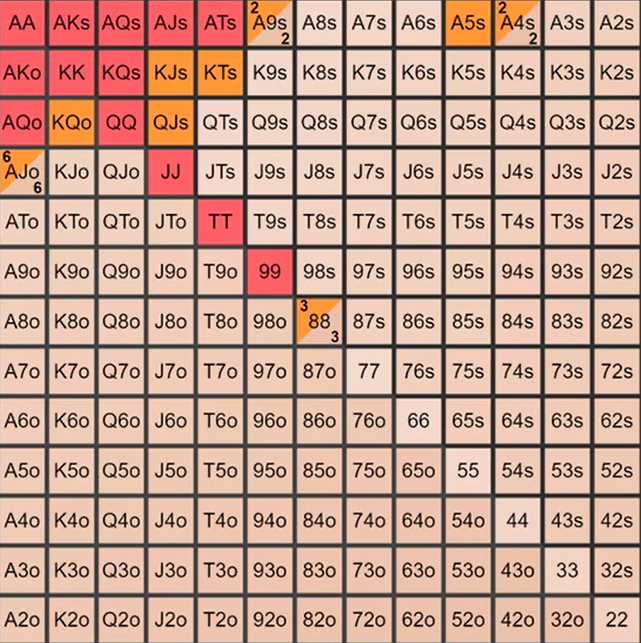 AA AKs AQs AJs ATs 2 A9s 2 A8s A7s A6s A5s 2 A4s 2 A3s A2s
AKo KK KQs KJs KTs K9s K8s K7s K6s K5s K4s K3s K2s
AQo KQo QQ QJs QTs Q9s Q8s Q7s Q6s Q5s Q4s Q3s Q2s
6 AJo 6 KJo QJo JJ JTs J9s J8s J7s J6s J5s J4s J3s J2s
ATo KTo QTo JTo TT T9s T8s T7s T6s T5s T4s T3s T2s
A9o K9o Q9o J9o T9o 99 98s 97s 96s 95s 94s 93s 92s
A8o K8o Q8o J8o T8o 98o 3 88 3 87s 86s 85s 84s 83s 82s
A7o K7o Q7o J7o T7o 97o 87o 77 76s 75s 74s 73s 72s
A6o K6o Q6o J6o T6o 96o 86o 76o 66 65s 64s 63s 62s
A5o K5o Q5o J5o T5o 95o 85o 75o 65o 55 54s 53s 52s
A4o K4o Q4o J4o T4o 94o 84o 74o 64o 54o 44 43s 42s
A3o K3o Q3o J3o T3o 93o 83o 73o 63o 53o 43o 33 32s
A2o K2o Q2o J2o T2o 92o 82o 72o 62o 52o 42o 32o 22